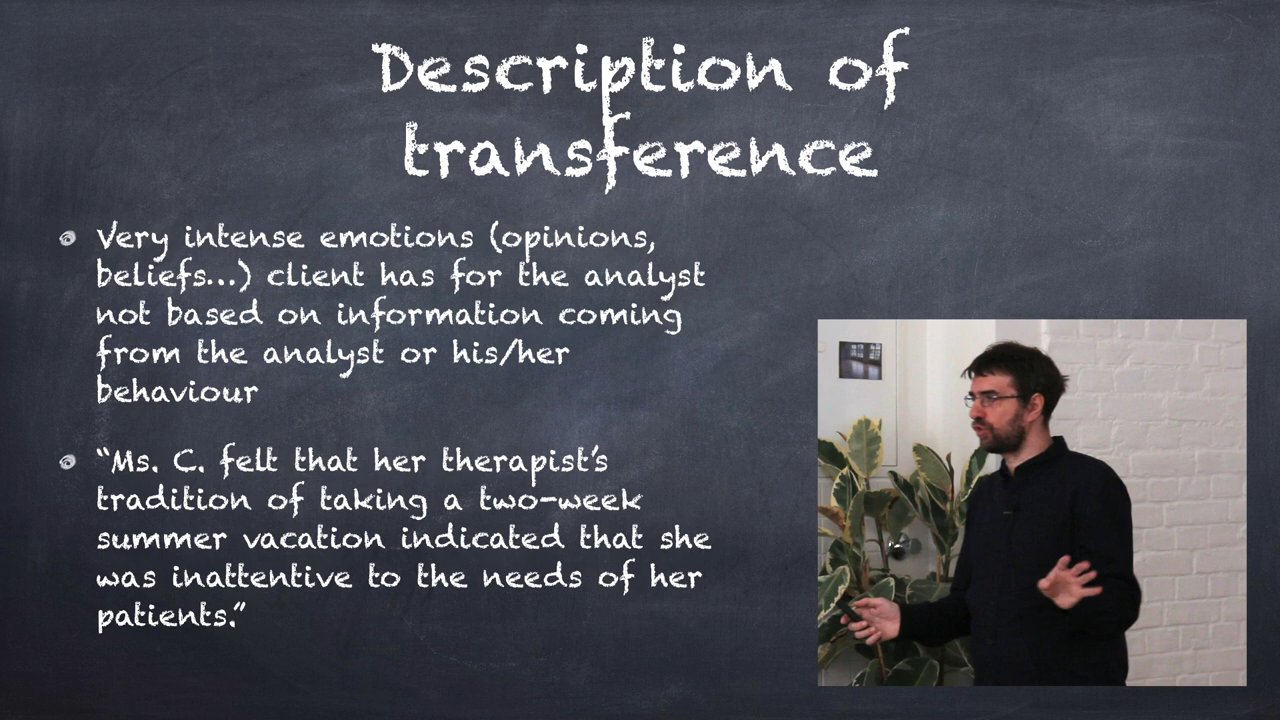 Description of
transference
Very intense emotions (opinions,
beliefs...) client has for the analyst
not based on information coming
from the analyst or his/her
behaviour
“Ms. C. felt that her therapist’s
tradition of taking a two-week
summer vacation indicated that she
was inattentive to the needs of her
patients.”